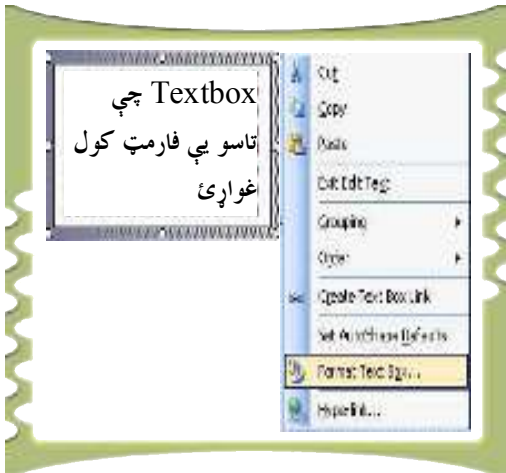 Textbox چې
تاسو يې فارمټ کول
غواړئ
Cut
Copy
Paste
Exit Edit Text
Grouping
Order
Create Text Box Link
Set AutoShape Defaults
Format Text Box...
Hyperlink...